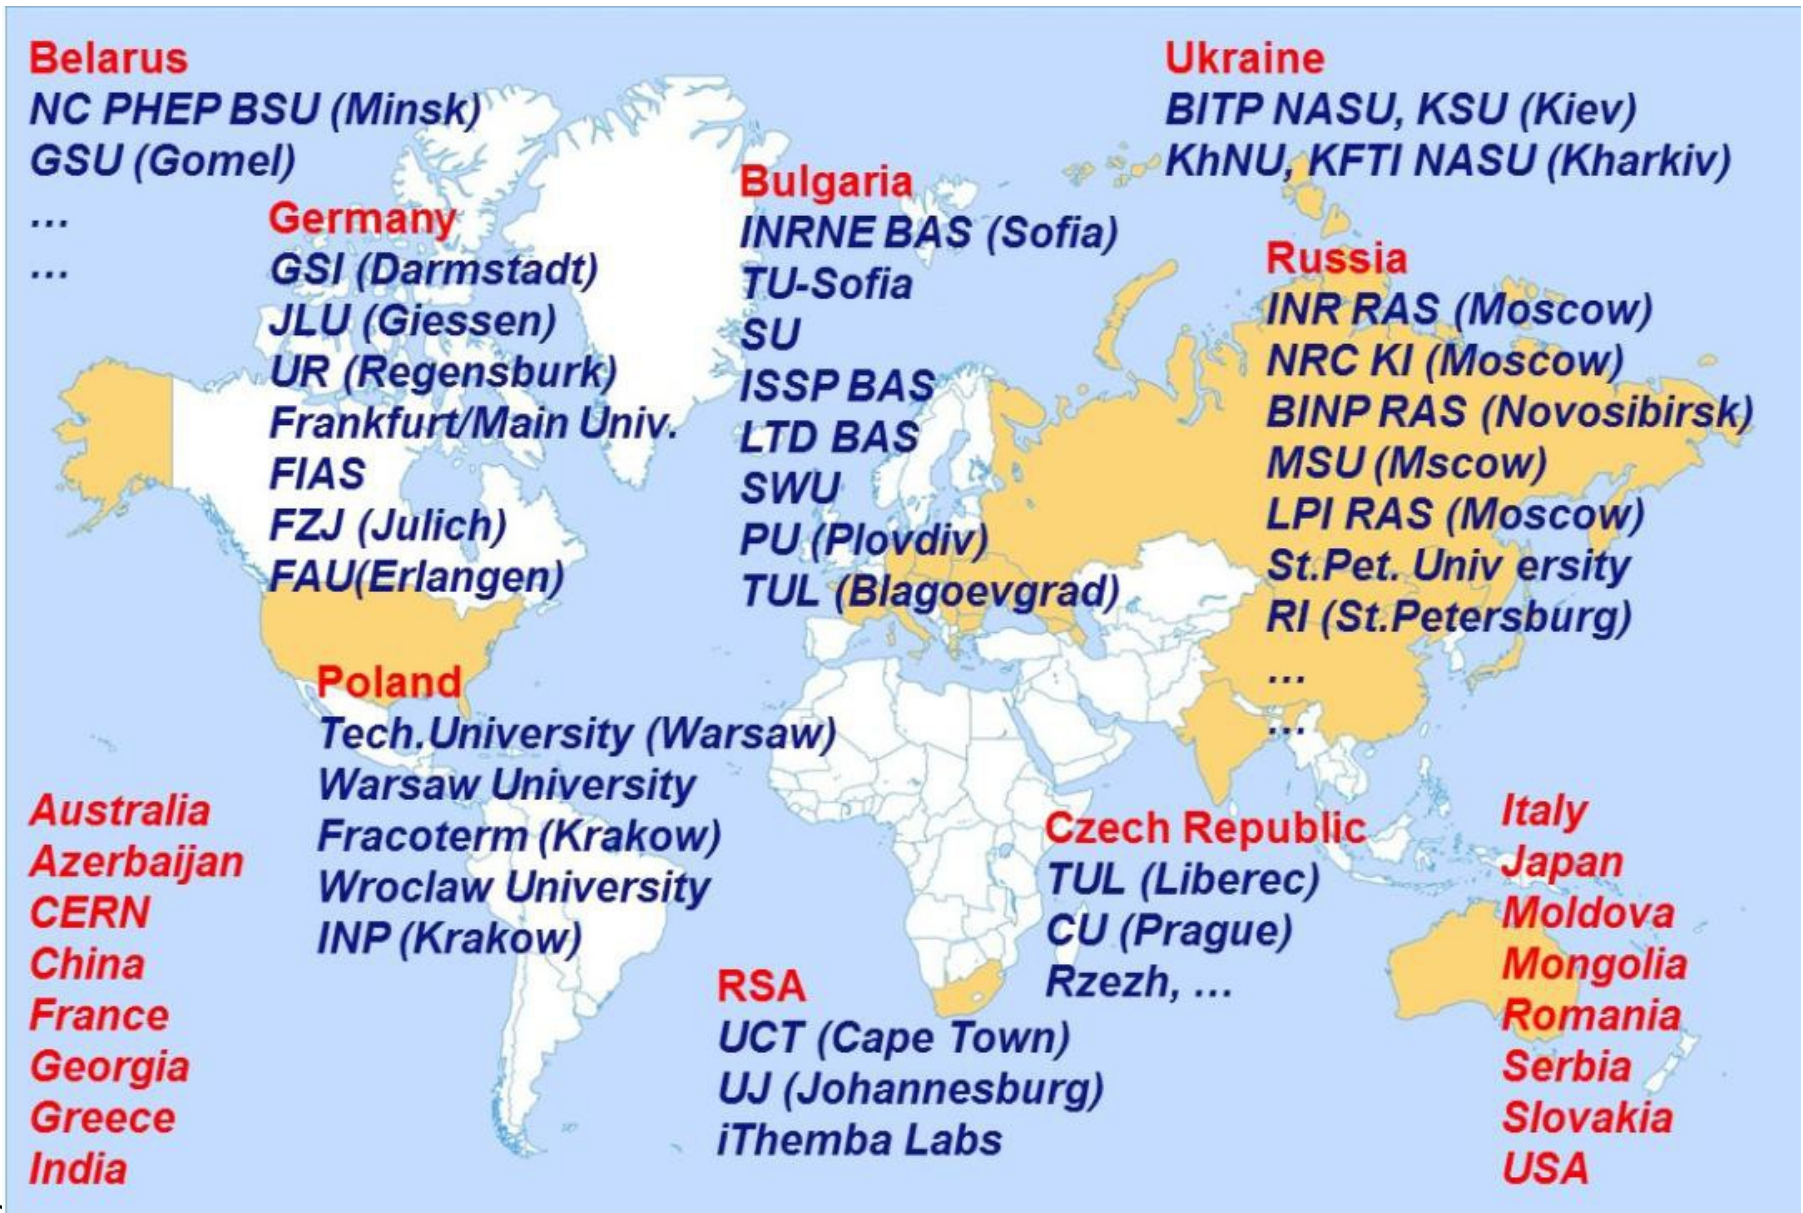 Belarus
NC PHEP BSU (Minsk)
GSU (Gomel)
...
...
Germany
GSI (Darmstadt)
JLU (Giessen)
UR (Regensburk)
Frankfurt/Main Univ.
FIAS
FZJ (Julich)
FAU(Erlangen)
Bulgaria
INRNE BAS (Sofia)
TU-Sofia
SU
ISSP BAS
LTD BAS
SWU
PU (Plovdiv)
TUL (Blagoevgrad)
Ukraine
BITP NASU, KSU (Kiev)
KhNU, KFTI NASU (Kharkiv)
Russia
INR RAS (Moscow)
NRC KI (Moscow)
BINP RAS (Novosibirsk)
MSU (Mscow)
LPI RAS (Moscow)
St.Pet. Univ ersity
RI (St.Petersburg)
...
...
Poland
Tech.University (Warsaw)
Warsaw University
Fracoterm (Krakow)
Wroclaw University
INP (Krakow)
Australia
Azerbaijan
CERN
China
France
Georgia
Greece
India
RSA
UCT (Cape Town)
UJ (Johannesburg)
iThemba Labs
Czech Republic
TUL (Liberec)
CU (Prague)
Rzezh, ...
Italy
Japan
Moldova
Mongolia
Romania
Serbia
Slovakia
USA